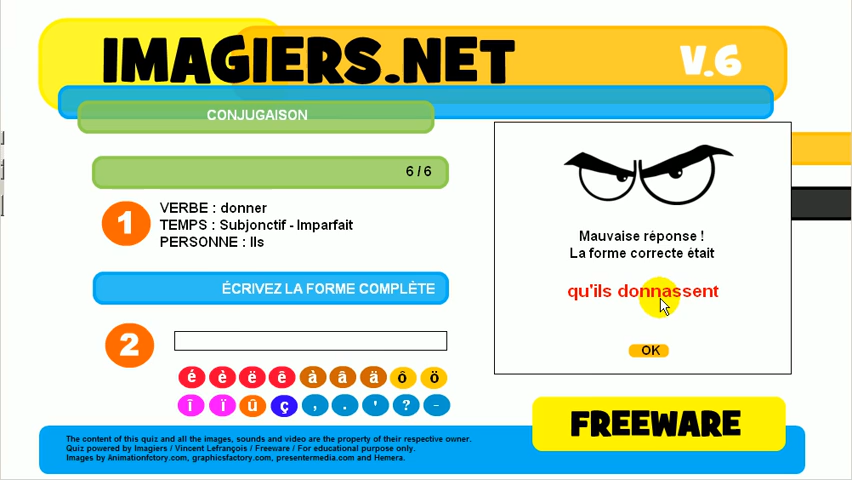 IMAGIERS.NET
V.6
CONJUGAISON
6 / 6
1
VERBE : donner
TEMPS : Subjonctif - Imparfait
PERSONNE : Ils
ÉCRIVEZ LA FORME COMPLÈTE
2
é è ë ê à â ä ô ö
î ï û ç , . ' ? -
Mauvaise réponse !
La forme correcte était
qu'ils donnassent
OK
FREEWARE
The content of this quiz and all the images, sounds and video are the property of their respective owner.
Quiz powered by Imagiers / Vincent Lefrançois / Freeware / For educational purpose only.
Images by Animationfctory.com, graphicsfactory.com, presentermedia.com and Hemera.